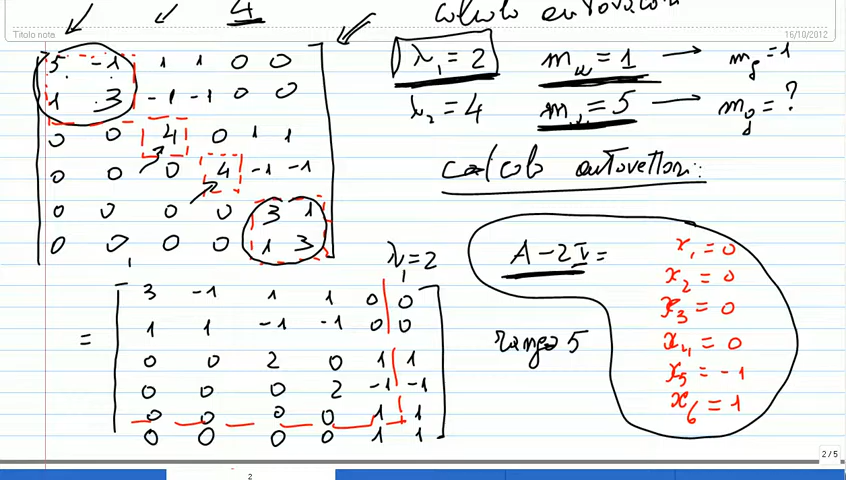 4
calcolo autovalori
Titolo nota
16/10/2012
5 -1 1 1 0 0
1 3 -1 -1 0 0
0 0 4 0 1 1
0 0 0 4 -1 -1
0 0 0 0 3 1
0 0 0 0 1 3
λ₁ = 2 m_a = 1 → m_g = 1
λ₂ = 4 m_a = 5 → m_g = ?
calcolo autovettori:
λ₁ = 2
A - 2I =
= 3 -1 1 1 0 0
1 1 -1 -1 0 0
0 0 2 0 1 1
0 0 0 2 -1 -1
0 0 0 0 1 1
0 0 0 0 1 1
rango 5
x₁ = 0
x₂ = 0
x₃ = 0
x₄ = 0
x₅ = -1
x₆ = 1
2/5
2